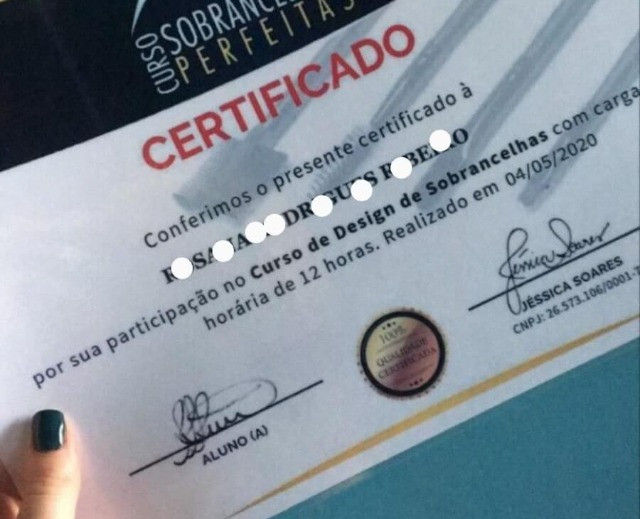 CURSO
SOBRANCEL
PERFEITAS
CERTIFICADO
Conferimos o presente certificado à
por sua participação no Curso de Design de Sobrancelhas com carga
horária de 12 horas. Realizado em 04/05/2020
JÉSSICA SOARES
CNPJ: 26.573.106/0001-
100%
QUALIDADE
CERTIFICADA
ALUNO (A)